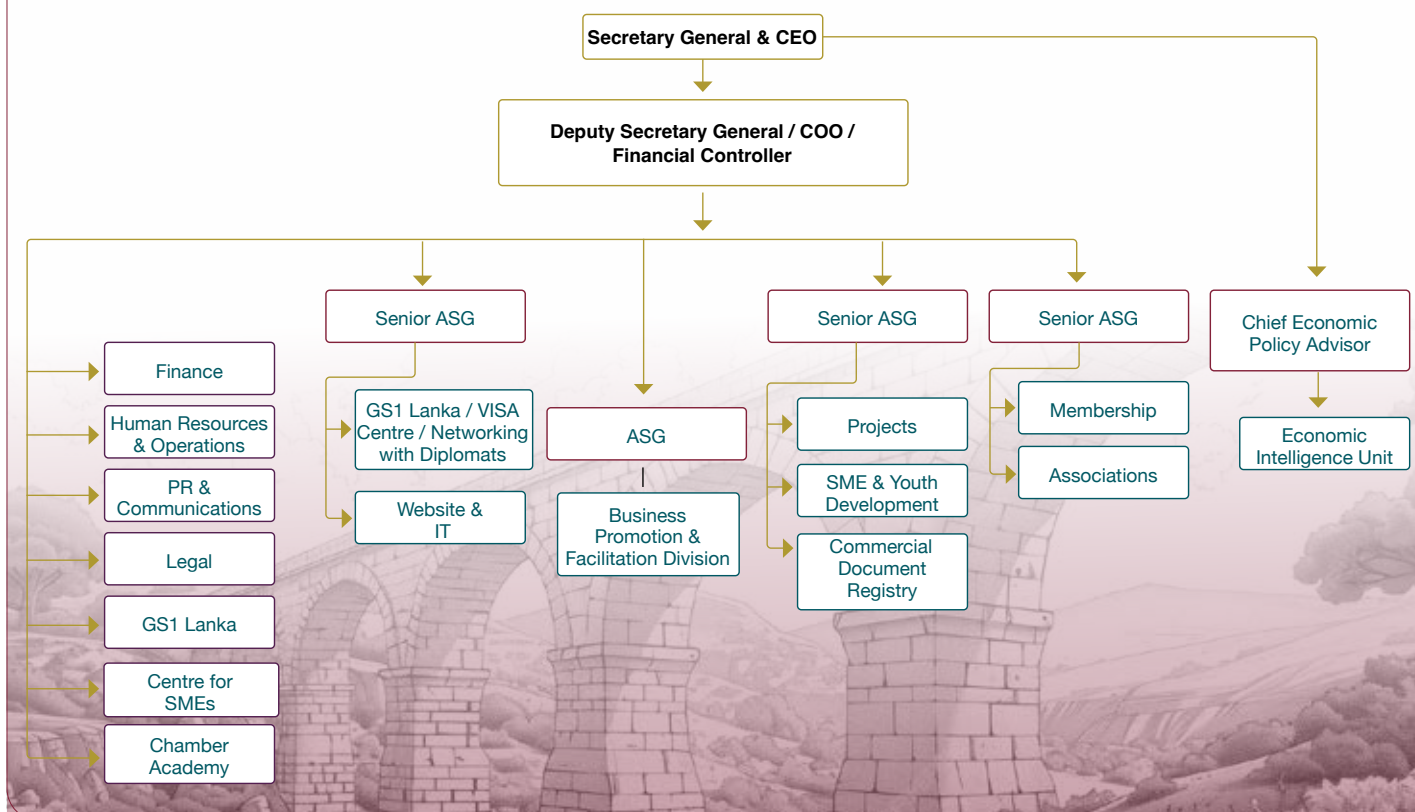 Secretary General & CEO
Deputy Secretary General / COO /
Financial Controller
Senior ASG
Senior ASG
Senior ASG
Chief Economic
Policy Advisor
Finance
Human Resources
& Operations
PR &
Communications
Legal
GS1 Lanka
Centre for
SMEs
Chamber
Academy
GS1 Lanka / VISA
Centre / Networking
with Diplomats
Website &
IT
ASG
Business
Promotion &
Facilitation Division
Projects
SME & Youth
Development
Commercial
Document
Registry
Membership
Associations
Economic
Intelligence Unit